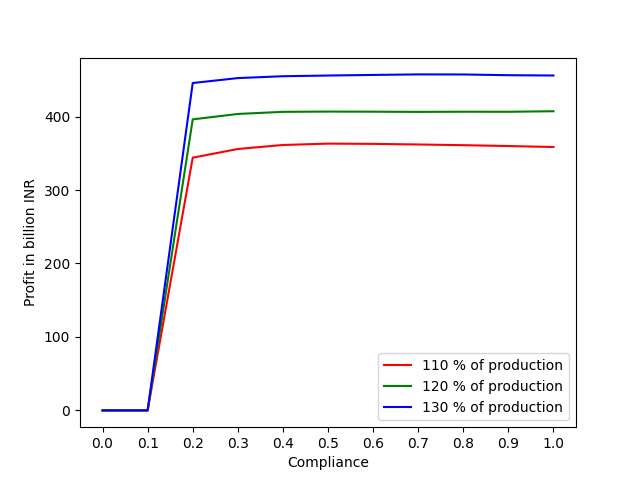 400
300
200
100
0
Profit in billion INR
110 % of production
120 % of production
130 % of production
0.0 0.1 0.2 0.3 0.4 0.5 0.6 0.7 0.8 0.9 1.0
Compliance